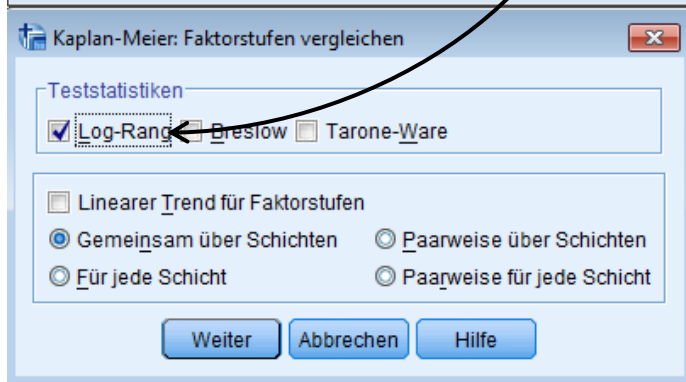 Kaplan-Meier: Faktorstufen vergleichen
Teststatistiken
Log-Rang Breslow Tarone-Ware
Linearer Trend für Faktorstufen
Gemeinsam über Schichten Paarweise über Schichten
Für jede Schicht Paarweise für jede Schicht
Weiter Abbrechen Hilfe